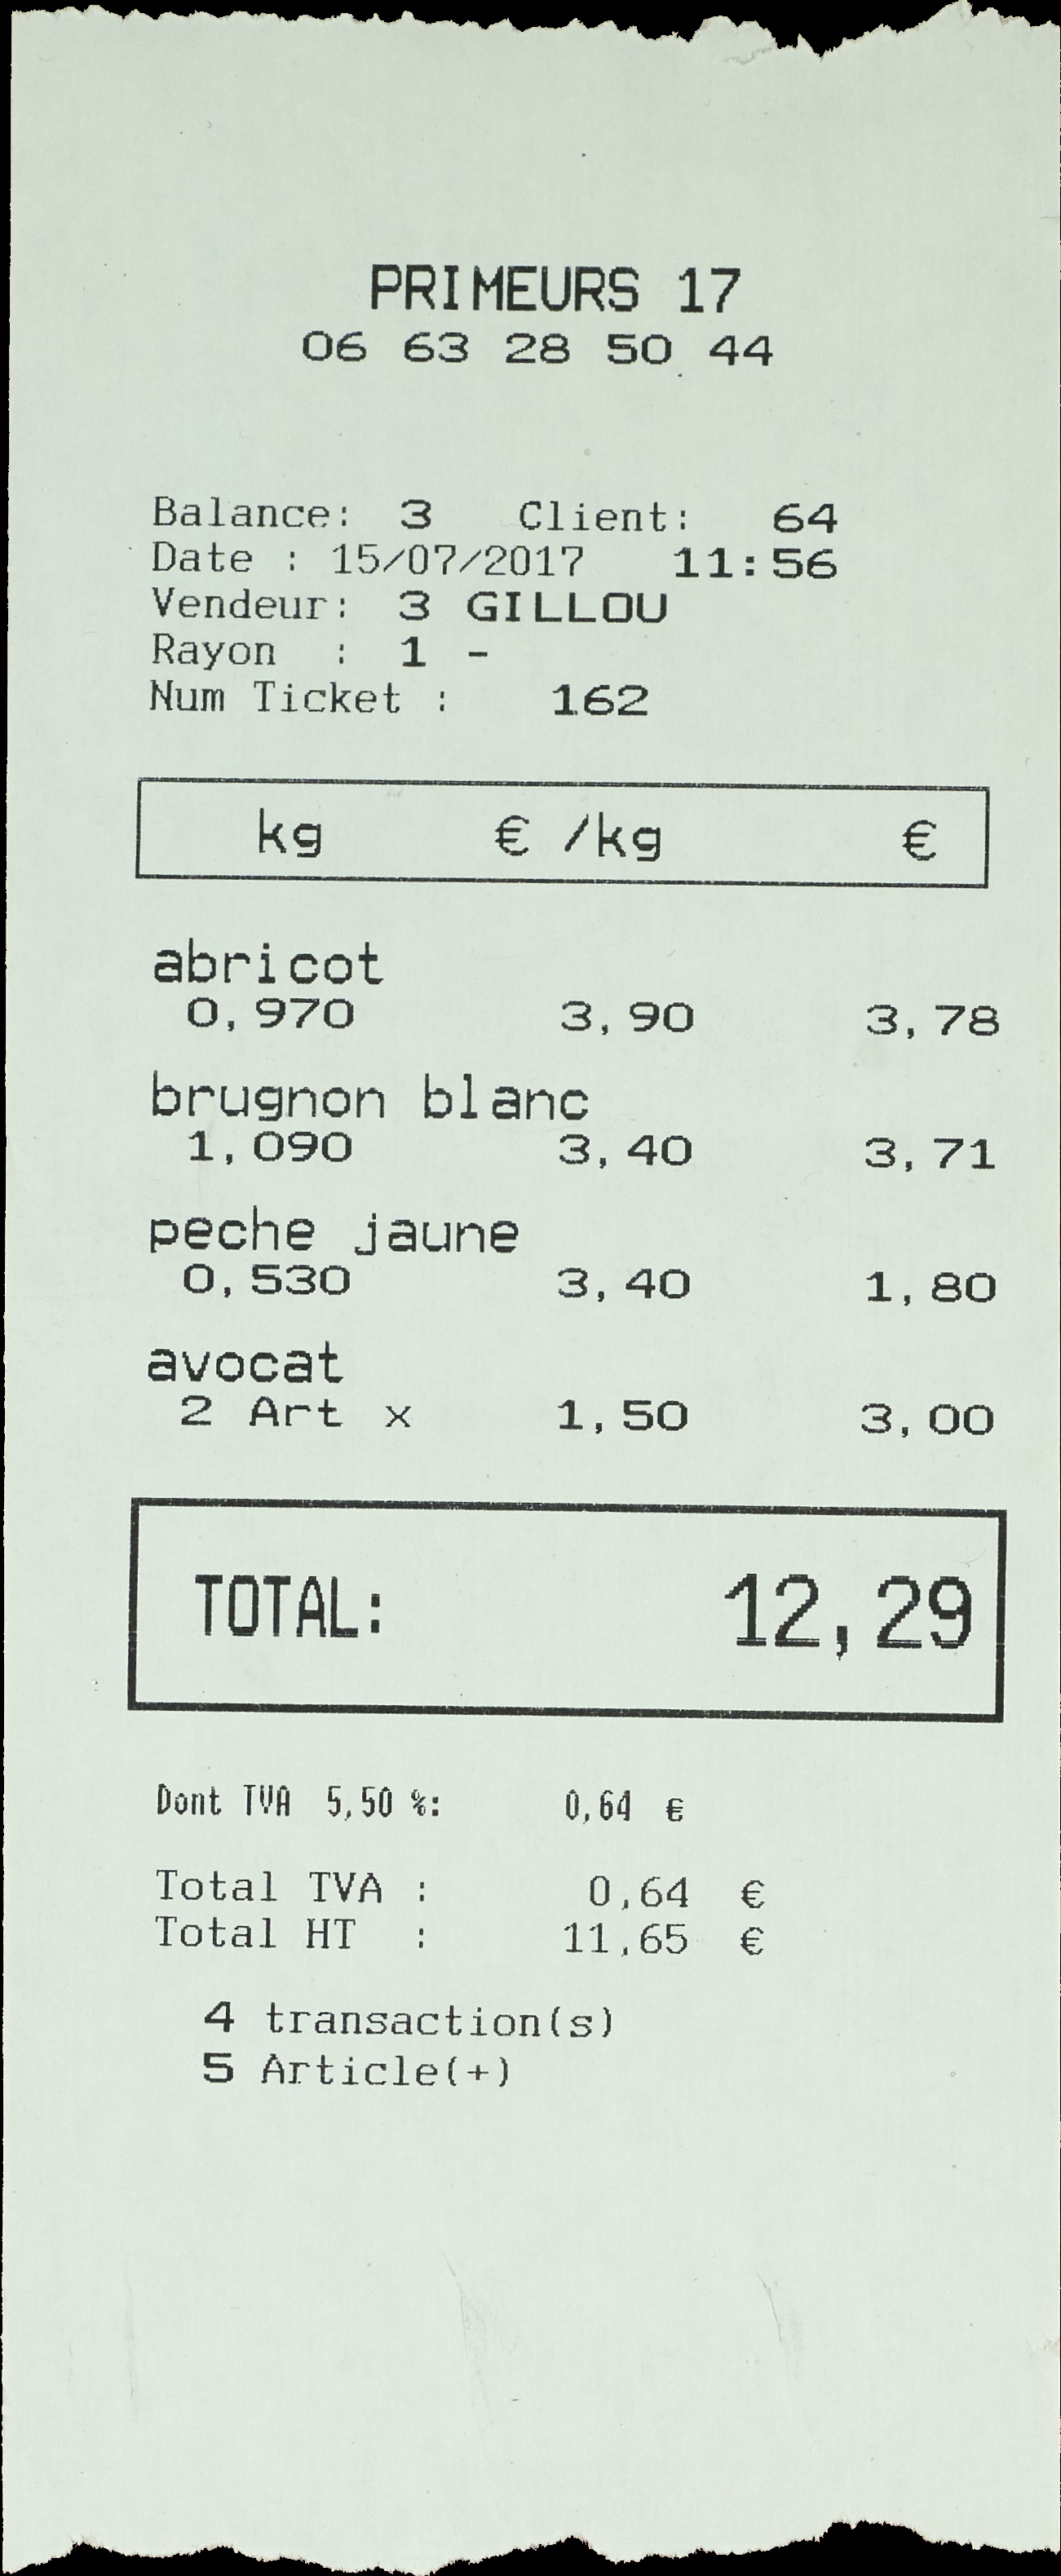 PRIMEURS 17
06 63 28 50 44
Balance: 3 Client: 64
Date : 15/07/2017 11:56
Vendeur: 3 GILLOU
Rayon : 1 -
Num Ticket : 162
kg € /kg €
abricot
0,970 3,90 3,78
brugnon blanc
1,090 3,40 3,71
peche jaune
0,530 3,40 1,80
avocat
2 Art x 1,50 3,00
TOTAL: 12,29
Dont TVA 5,50 %: 0,64 €
Total TVA : 0,64 €
Total HT : 11,65 €
4 transaction(s)
5 Article(+)